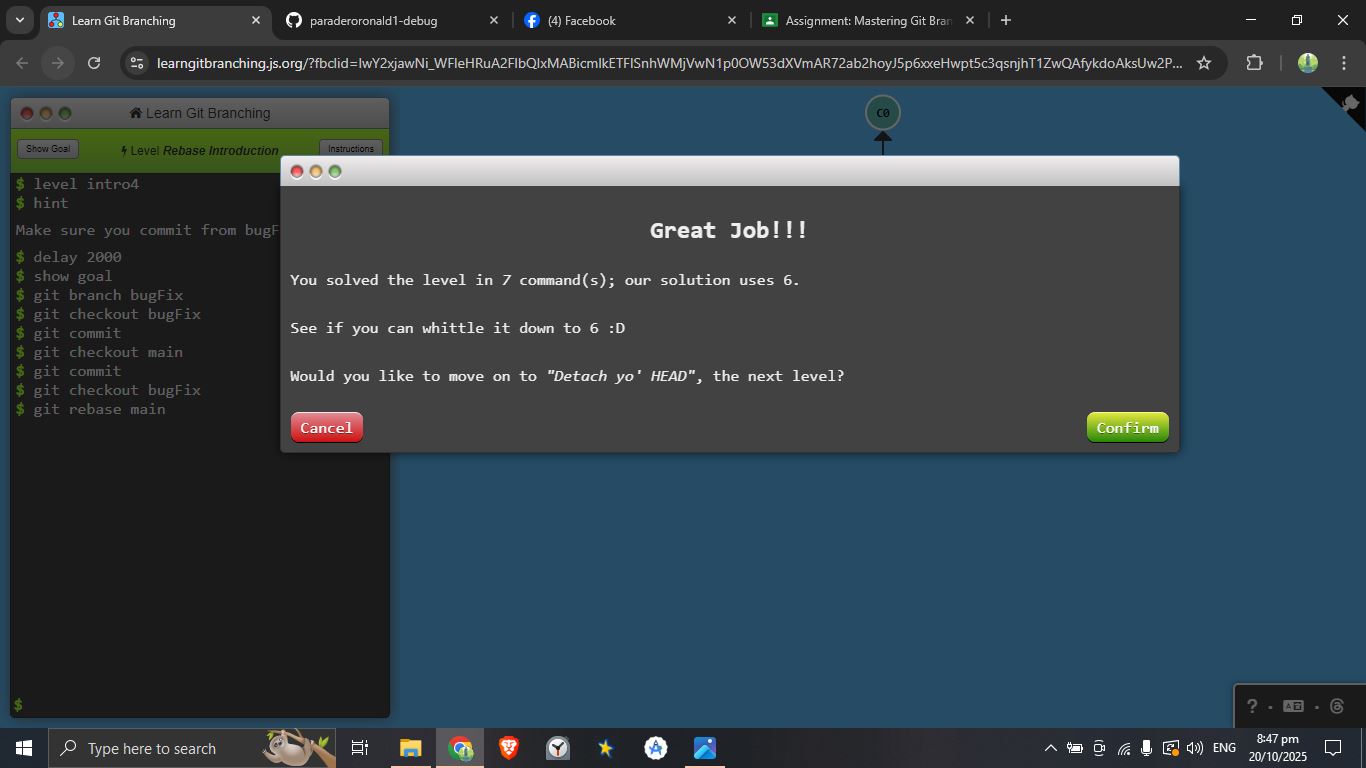 Learn Git Branching
paraderoronald1-debug
(4) Facebook
Assignment: Mastering Git Bran
learngitbranching.js.org/?fbclid=IwY2xjawNi_WFleHRuA2FlbQIxMABicmlkETFlSnhWMjVwN1p0OW53dXVmAR72ab2hoyJ5p6xxeHwpt5c3qsnjhT1ZwQAfykdoAksUw2P...
Learn Git Branching
Show Goal
Level Rebase Introduction
Instructions
$ level intro4
$ hint
Make sure you commit from bugF
$ delay 2000
$ show goal
$ git branch bugFix
$ git checkout bugFix
$ git commit
$ git checkout main
$ git commit
$ git checkout bugFix
$ git rebase main
$
C0
Great Job!!!
You solved the level in 7 command(s); our solution uses 6.
See if you can whittle it down to 6 :D
Would you like to move on to "Detach yo' HEAD", the next level?
Cancel
Confirm
?
Type here to search
ENG
8:47 pm
20/10/2025